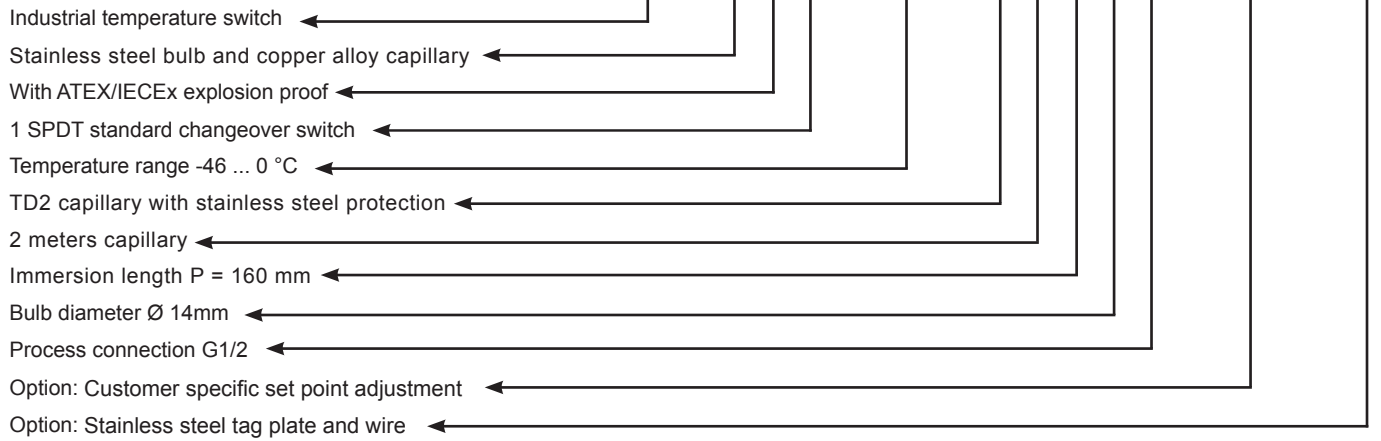 Industrial temperature switch
Stainless steel bulb and copper alloy capillary
With ATEX/IECEx explosion proof
1 SPDT standard changeover switch
Temperature range -46 ... 0 °C
TD2 capillary with stainless steel protection
2 meters capillary
Immersion length P = 160 mm
Bulb diameter Ø 14mm
Process connection G1/2
Option: Customer specific set point adjustment
Option: Stainless steel tag plate and wire